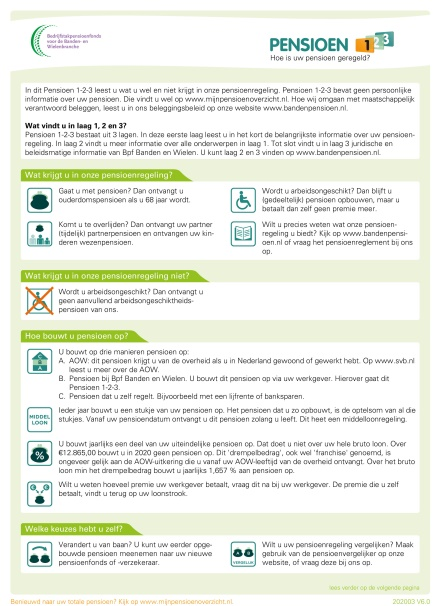 Bedrijfstakpensioenfonds
voor de Banden- en
Wielenbranche
PENSIOEN 1 2 3
Hoe is uw pensioen geregeld?
In dit Pensioen 1-2-3 leest u wat u wel en niet krijgt in onze pensioenregeling. Pensioen 1-2-3 bevat geen persoonlijke
informatie over uw pensioen. Die vindt u wel op www.mijnpensioenoverzicht.nl. Hoe wij omgaan met maatschappelijk
verantwoord beleggen, leest u in ons beleggingsbeleid op onze website www.bandenpensioen.nl.
Wat vindt u in laag 1, 2 en 3?
Pensioen 1-2-3 bestaat uit 3 lagen. In deze eerste laag leest u in het kort de belangrijkste informatie over uw pensioen-
regeling. In laag 2 vindt u meer informatie over alle onderwerpen in laag 1. Tot slot vindt u in laag 3 juridische en
beleidsmatige informatie van Bpf Banden en Wielen. U kunt laag 2 en 3 vinden op www.bandenpensioen.nl.
Wat krijgt u in onze pensioenregeling?
Gaat u met pensioen? Dan ontvangt u
ouderdomspensioen als u 68 jaar wordt.
Wordt u arbeidsongeschikt? Dan blijft u
(gedeeltelijk) pensioen opbouwen, maar u
betaalt dan zelf geen premie meer.
Komt u te overlijden? Dan ontvangt uw partner
(tijdelijk) partnerpensioen en ontvangen uw kin-
deren wezenpensioen.
Wilt u precies weten wat onze pensioen-
regeling u biedt? Kijk op www.bandenpensi-
oen.nl of vraag het pensioenreglement bij ons
op.
Wat krijgt u in onze pensioenregeling niet?
Wordt u arbeidsongeschikt? Dan ontvangt u
geen aanvullend arbeidsongeschiktheids-
pensioen van ons.
Hoe bouwt u pensioen op?
U bouwt op drie manieren pensioen op:
A. AOW: dit pensioen krijgt u van de overheid als u in Nederland gewoond of gewerkt hebt. Op www.svb.nl
leest u meer over de AOW.
B. Pensioen bij Bpf Banden en Wielen. U bouwt dit pensioen op via uw werkgever. Hierover gaat dit
Pensioen 1-2-3.
C. Pensioen dat u zelf regelt. Bijvoorbeeld met een lijfrente of banksparen.
MIDDEL
LOON
Ieder jaar bouwt u een stukje van uw pensioen op. Het pensioen dat u zo opbouwt, is de optelsom van al die
stukjes. Vanaf uw pensioendatum ontvangt u dit pensioen zolang u leeft. Dit heet een middelloonregeling.
U bouwt jaarlijks een deel van uw uiteindelijke pensioen op. Dat doet u niet over uw hele bruto loon. Over
€12.865,00 bouwt u in 2020 geen pensioen op. Dit 'drempelbedrag', ook wel 'franchise' genoemd, is
ongeveer gelijk aan de AOW-uitkering die u vanaf uw AOW-leeftijd van de overheid ontvangt. Over het bruto
loon min het drempelbedrag bouwt u jaarlijks 1,657 % aan pensioen op.
Wilt u weten hoeveel premie uw werkgever betaalt, vraag dit na bij uw werkgever. De premie die u zelf
betaalt, vindt u terug op uw loonstrook.
Welke keuzes hebt u zelf?
Verandert u van baan? U kunt uw eerder opge-
bouwde pensioen meenemen naar uw nieuwe
pensioenfonds of -verzekeraar.
VERGELIJK
Wilt u uw pensioenregeling vergelijken? Maak
gebruik van de pensioenvergelijker op onze
website, of vraag deze bij ons op.
lees verder op de volgende pagina
Benieuwd naar uw totale pensioen? Kijk op www.mijnpensioenoverzicht.nl.
202003 V6.0